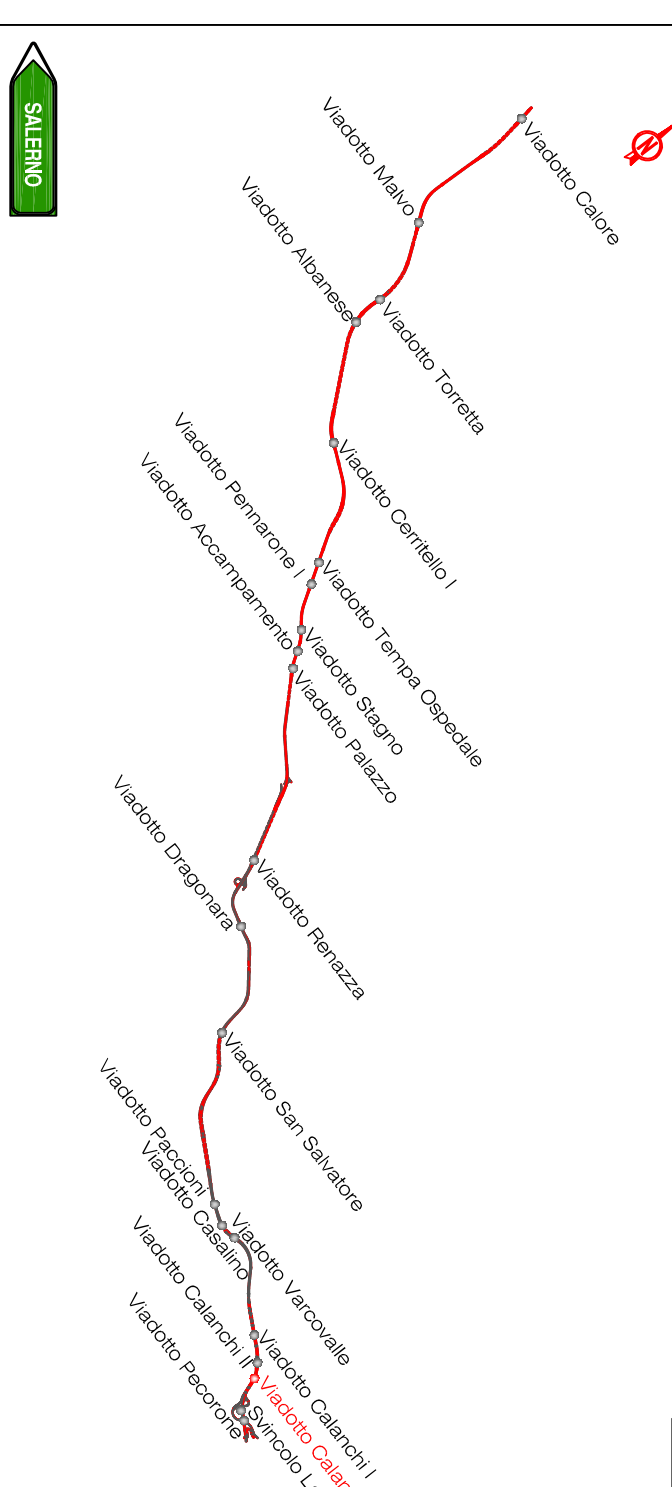 SALERNO
N
Viadotto Calore
Viadotto Malvo
Viadotto Albanese
Viadotto Torretta
Viadotto Cerritello I
Viadotto Pennarone I
Viadotto Tempa Ospedale
Viadotto Accampamento
Viadotto Stagno
Viadotto Palazzo
Viadotto Renazza
Viadotto Dragonara
Viadotto San Salvatore
Viadotto Paccioni
Viadotto Casalino
Viadotto Varcovalle
Viadotto Calanchi II
Viadotto Calanchi I
Viadotto
Viadotto Pecorone
Svincolo